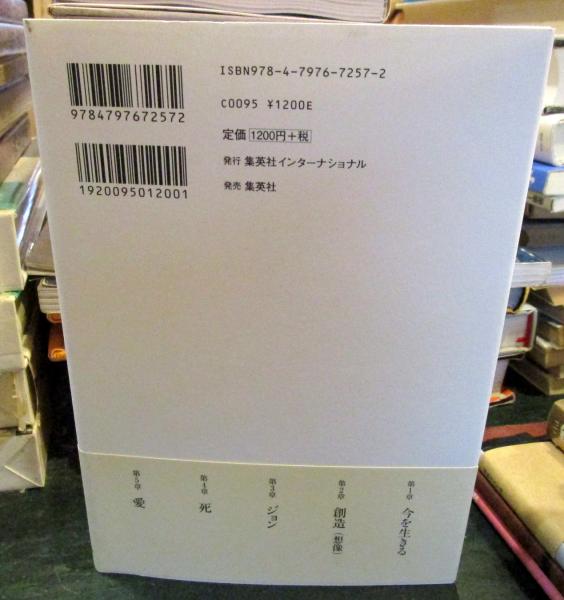 ISBN978-4-7976-7257-2
C0095 ¥1200E
定価 1200円+税
発行 集英社インターナショナル
発売 集英社
9784797672572
1920095012001
第1章 今を生きる
第2章 創造(想像)
第3章 ジョン
第4章 死
第5章 愛